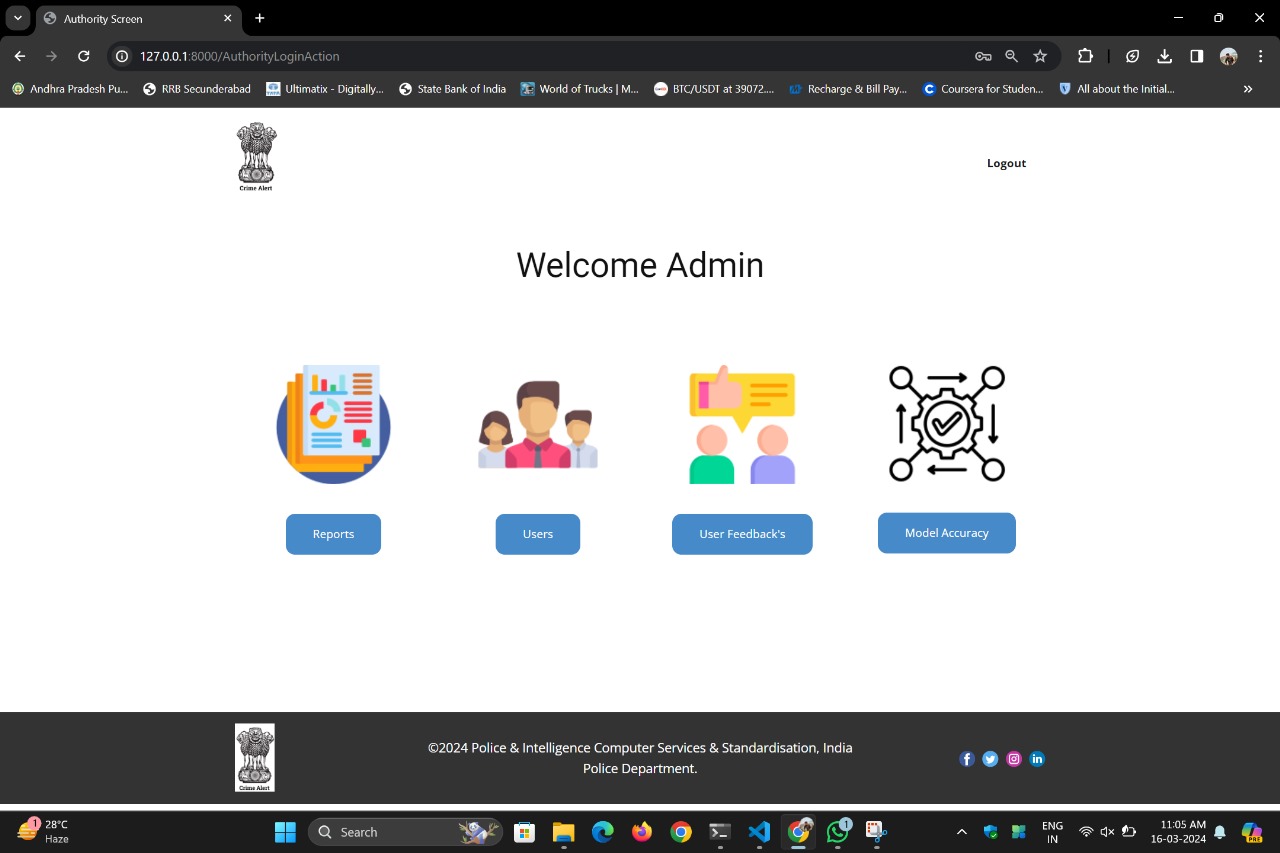 Authority Screen
127.0.0.1:8000/AuthorityLoginAction
Andhra Pradesh Pu... RRB Secunderabad Ultimatix - Digitally... State Bank of India World of Trucks | M... BTC/USDT at 39072.... Recharge & Bill Pay... Coursera for Studen... All about the Initial...
Crime Alert
Logout
Welcome Admin
Reports Users User Feedback's Model Accuracy
©2024 Police & Intelligence Computer Services & Standardisation, India
Police Department.
Crime Alert
1 28°C
Haze
Search
1
ENG
IN
11:05 AM
16-03-2024
PRE